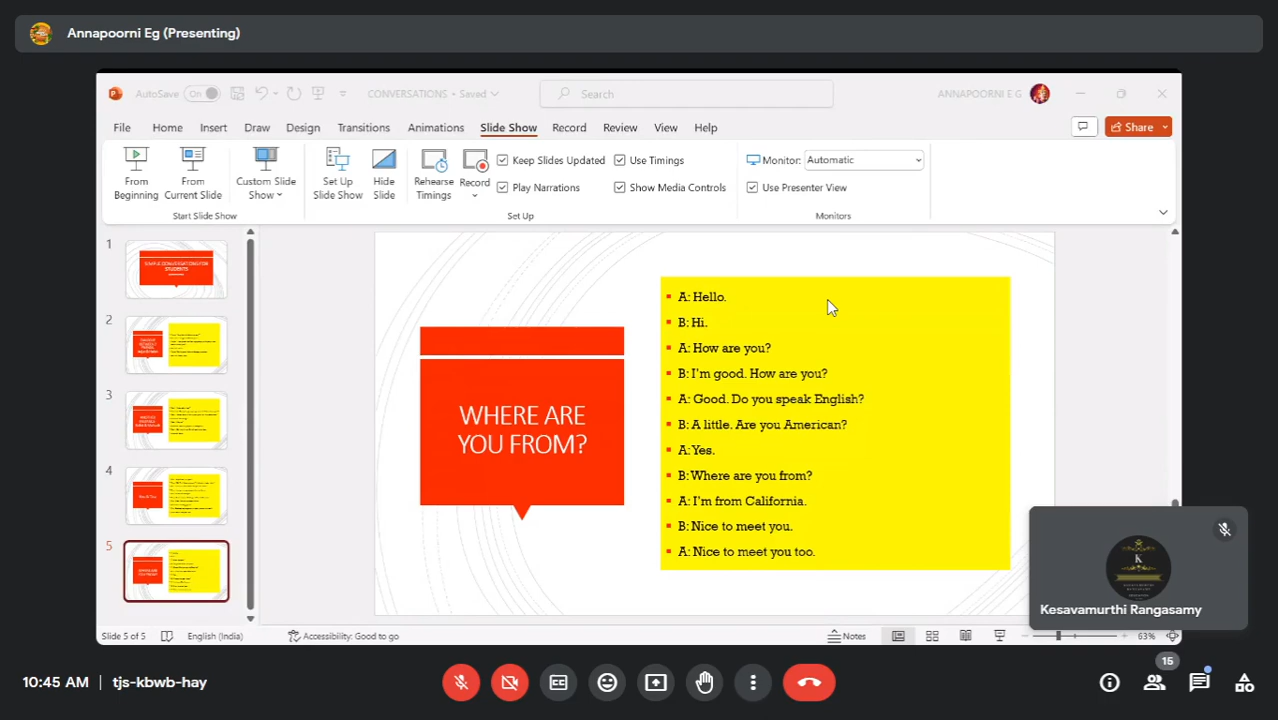 Annapoorni Eg (Presenting)
AutoSave On
CONVERSATIONS • Saved
Search
ANNAPOORNI E G
File Home Insert Draw Design Transitions Animations Slide Show Record Review View Help
Share
From Beginning
From Current Slide
Custom Slide Show
Set Up Slide Show
Hide Slide
Rehearse Timings
Record
Keep Slides Updated
Use Timings
Play Narrations
Show Media Controls
Monitor: Automatic
Use Presenter View
Start Slide Show
Set Up
Monitors
1
2
3
4
5
WHERE ARE
YOU FROM?
A: Hello.
B: Hi.
A: How are you?
B: I'm good. How are you?
A: Good. Do you speak English?
B: A little. Are you American?
A: Yes.
B: Where are you from?
A: I'm from California.
B: Nice to meet you.
A: Nice to meet you too.
K
Kesavamurthi Rangasamy
Slide 5 of 5
English (India)
Accessibility: Good to go
Notes
63%
10:45 AM | tjs-kbwb-hay
15